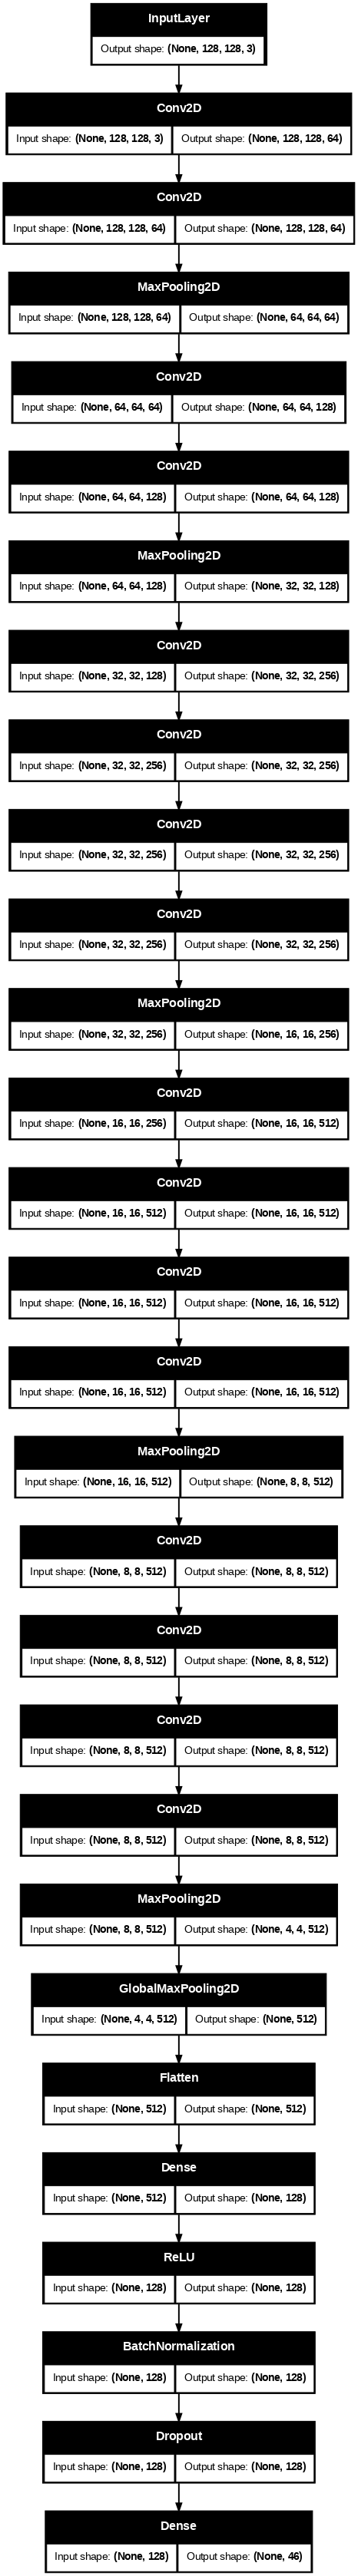 InputLayer
Output shape: (None, 128, 128, 3)
Conv2D
Input shape: (None, 128, 128, 3) Output shape: (None, 128, 128, 64)
Conv2D
Input shape: (None, 128, 128, 64) Output shape: (None, 128, 128, 64)
MaxPooling2D
Input shape: (None, 128, 128, 64) Output shape: (None, 64, 64, 64)
Conv2D
Input shape: (None, 64, 64, 64) Output shape: (None, 64, 64, 128)
Conv2D
Input shape: (None, 64, 64, 128) Output shape: (None, 64, 64, 128)
MaxPooling2D
Input shape: (None, 64, 64, 128) Output shape: (None, 32, 32, 128)
Conv2D
Input shape: (None, 32, 32, 128) Output shape: (None, 32, 32, 256)
Conv2D
Input shape: (None, 32, 32, 256) Output shape: (None, 32, 32, 256)
Conv2D
Input shape: (None, 32, 32, 256) Output shape: (None, 32, 32, 256)
Conv2D
Input shape: (None, 32, 32, 256) Output shape: (None, 32, 32, 256)
MaxPooling2D
Input shape: (None, 32, 32, 256) Output shape: (None, 16, 16, 256)
Conv2D
Input shape: (None, 16, 16, 256) Output shape: (None, 16, 16, 512)
Conv2D
Input shape: (None, 16, 16, 512) Output shape: (None, 16, 16, 512)
Conv2D
Input shape: (None, 16, 16, 512) Output shape: (None, 16, 16, 512)
Conv2D
Input shape: (None, 16, 16, 512) Output shape: (None, 16, 16, 512)
MaxPooling2D
Input shape: (None, 16, 16, 512) Output shape: (None, 8, 8, 512)
Conv2D
Input shape: (None, 8, 8, 512) Output shape: (None, 8, 8, 512)
Conv2D
Input shape: (None, 8, 8, 512) Output shape: (None, 8, 8, 512)
Conv2D
Input shape: (None, 8, 8, 512) Output shape: (None, 8, 8, 512)
Conv2D
Input shape: (None, 8, 8, 512) Output shape: (None, 8, 8, 512)
MaxPooling2D
Input shape: (None, 8, 8, 512) Output shape: (None, 4, 4, 512)
GlobalMaxPooling2D
Input shape: (None, 4, 4, 512) Output shape: (None, 512)
Flatten
Input shape: (None, 512) Output shape: (None, 512)
Dense
Input shape: (None, 512) Output shape: (None, 128)
ReLU
Input shape: (None, 128) Output shape: (None, 128)
BatchNormalization
Input shape: (None, 128) Output shape: (None, 128)
Dropout
Input shape: (None, 128) Output shape: (None, 128)
Dense
Input shape: (None, 128) Output shape: (None, 46)